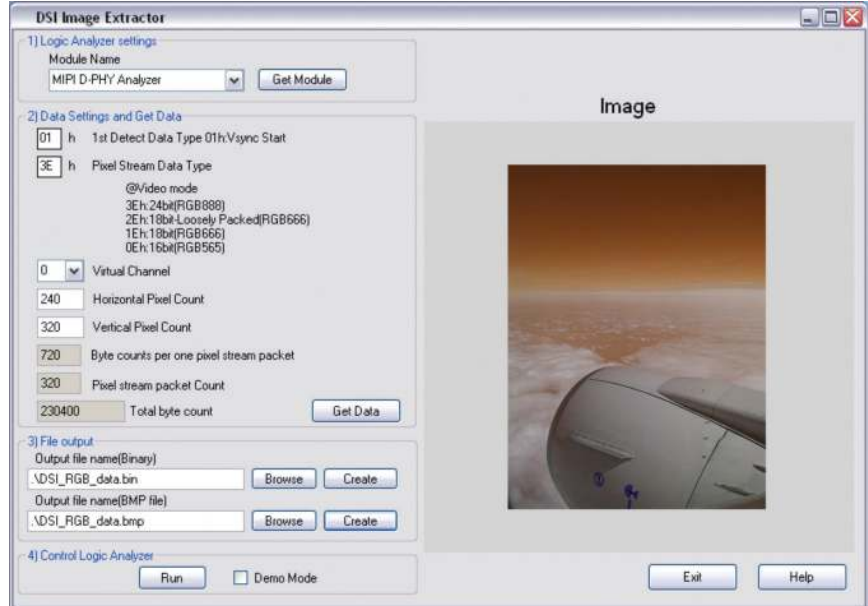 DSI Image Extractor
1) Logic Analyzer settings
Module Name
MIPI D-PHY Analyzer
Get Module
2) Data Settings and Get Data
01 h 1st Detect Data Type 01h:Vsync Start
3E h Pixel Stream Data Type
@Video mode
3Eh:24bit(RGB888)
2Eh:18bit-Loosely Packed(RGB666)
1Eh:18bit(RGB666)
0Eh:16bit(RGB565)
0 Virtual Channel
240 Horizontal Pixel Count
320 Vertical Pixel Count
720 Byte counts per one pixel stream packet
320 Pixel stream packet Count
230400 Total byte count Get Data
3) File output
Output file name(Binary)
.\DSI_RGB_data.bin Browse Create
Output file name(BMP file)
.\DSI_RGB_data.bmp Browse Create
4) Control Logic Analyzer
Run Demo Mode
Image
Exit Help